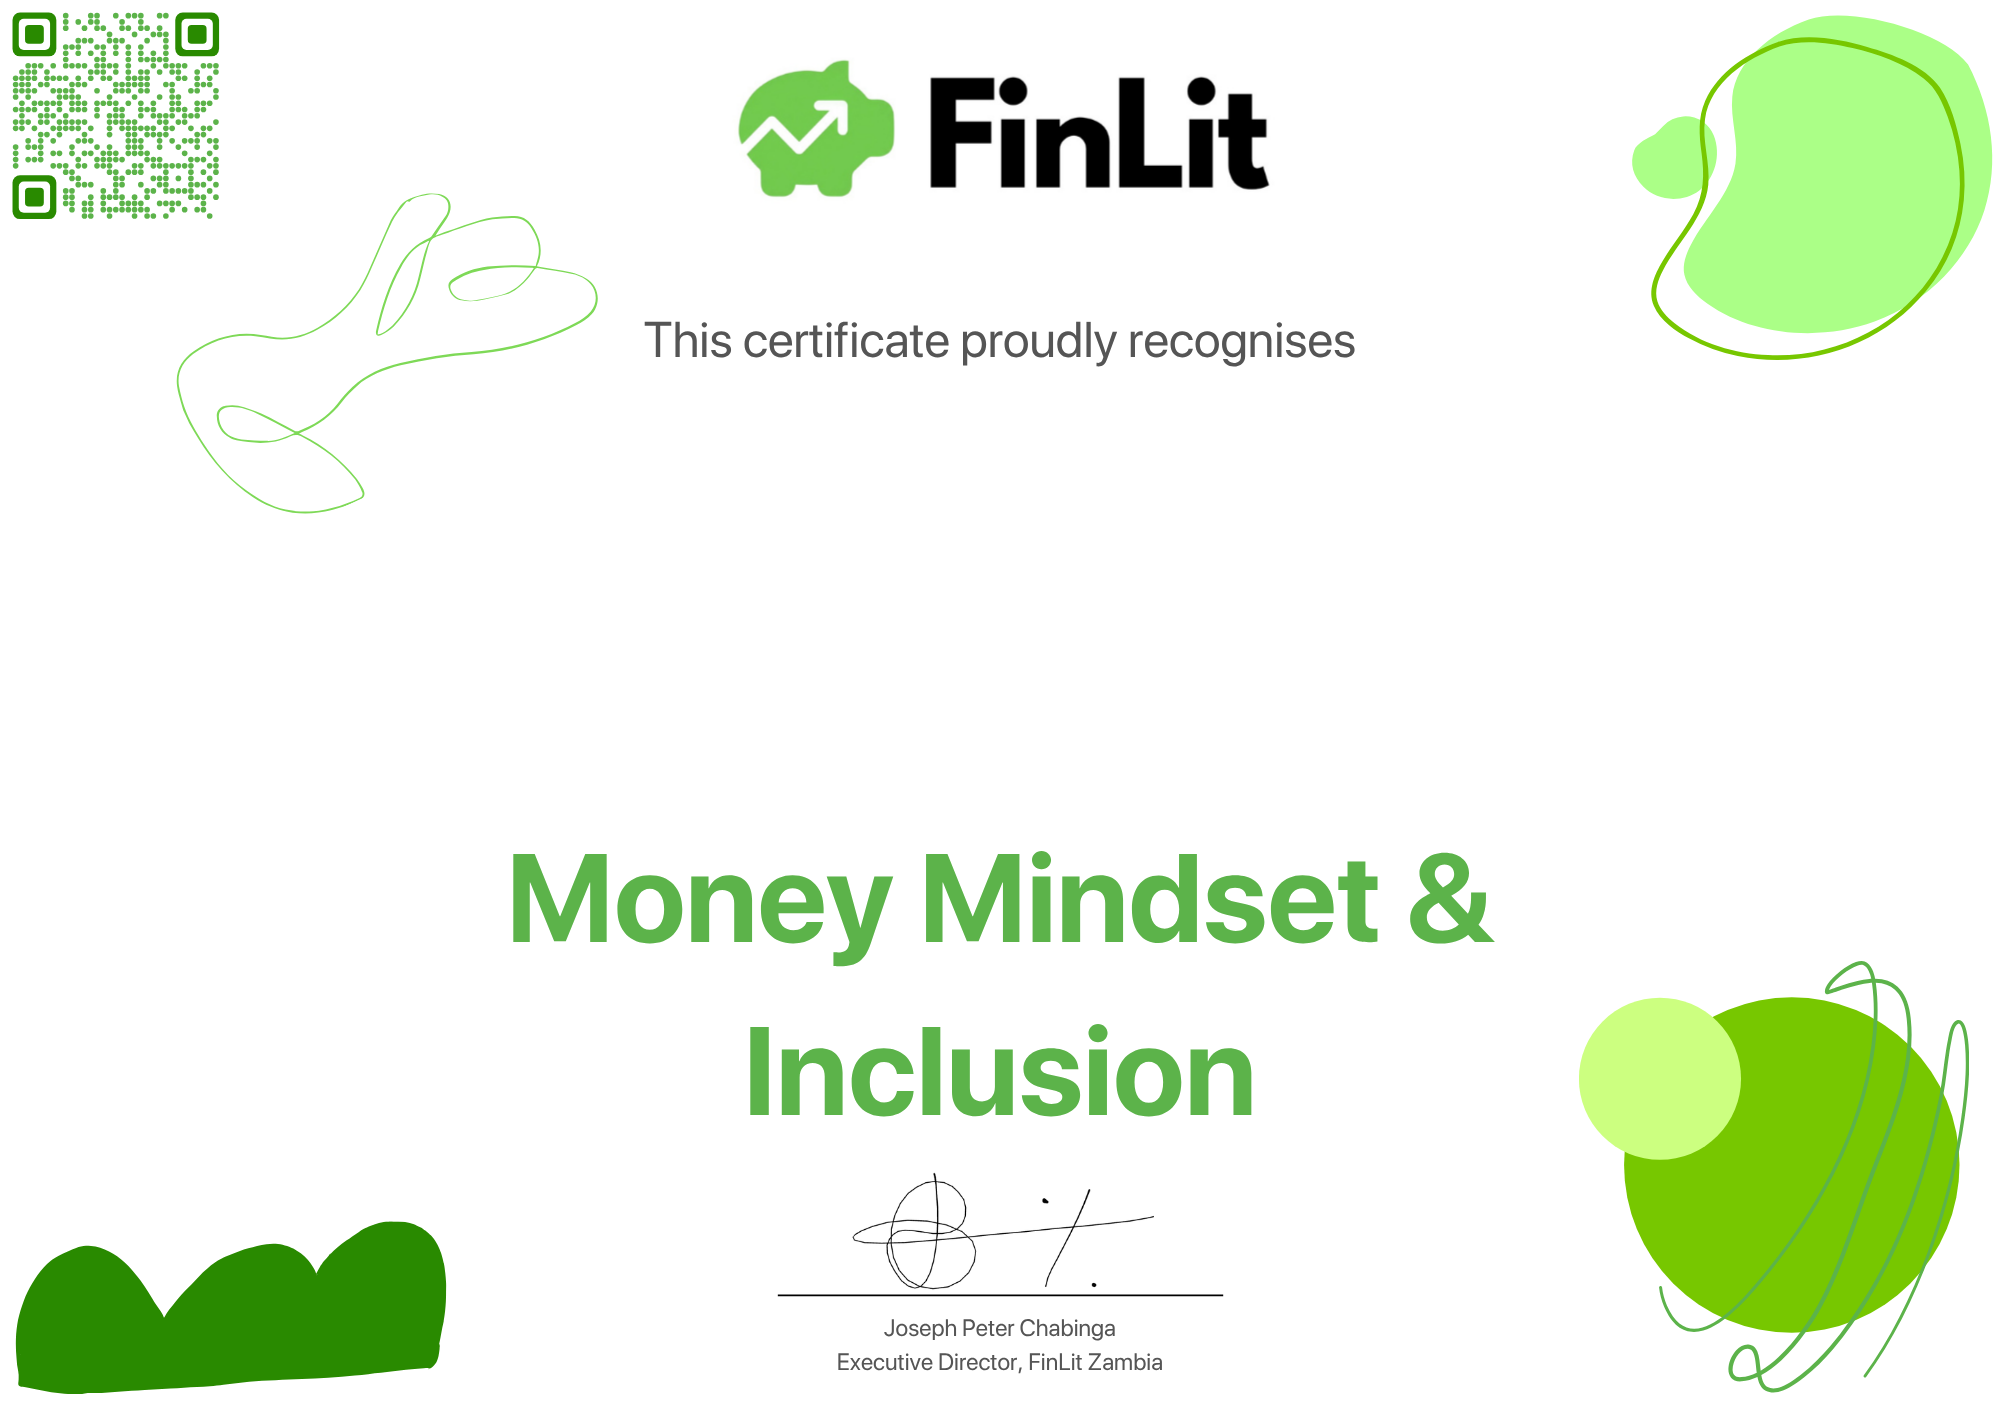 FinLit
This certificate proudly recognises
Money Mindset &
Inclusion
Joseph Peter Chabinga
Executive Director, FinLit Zambia